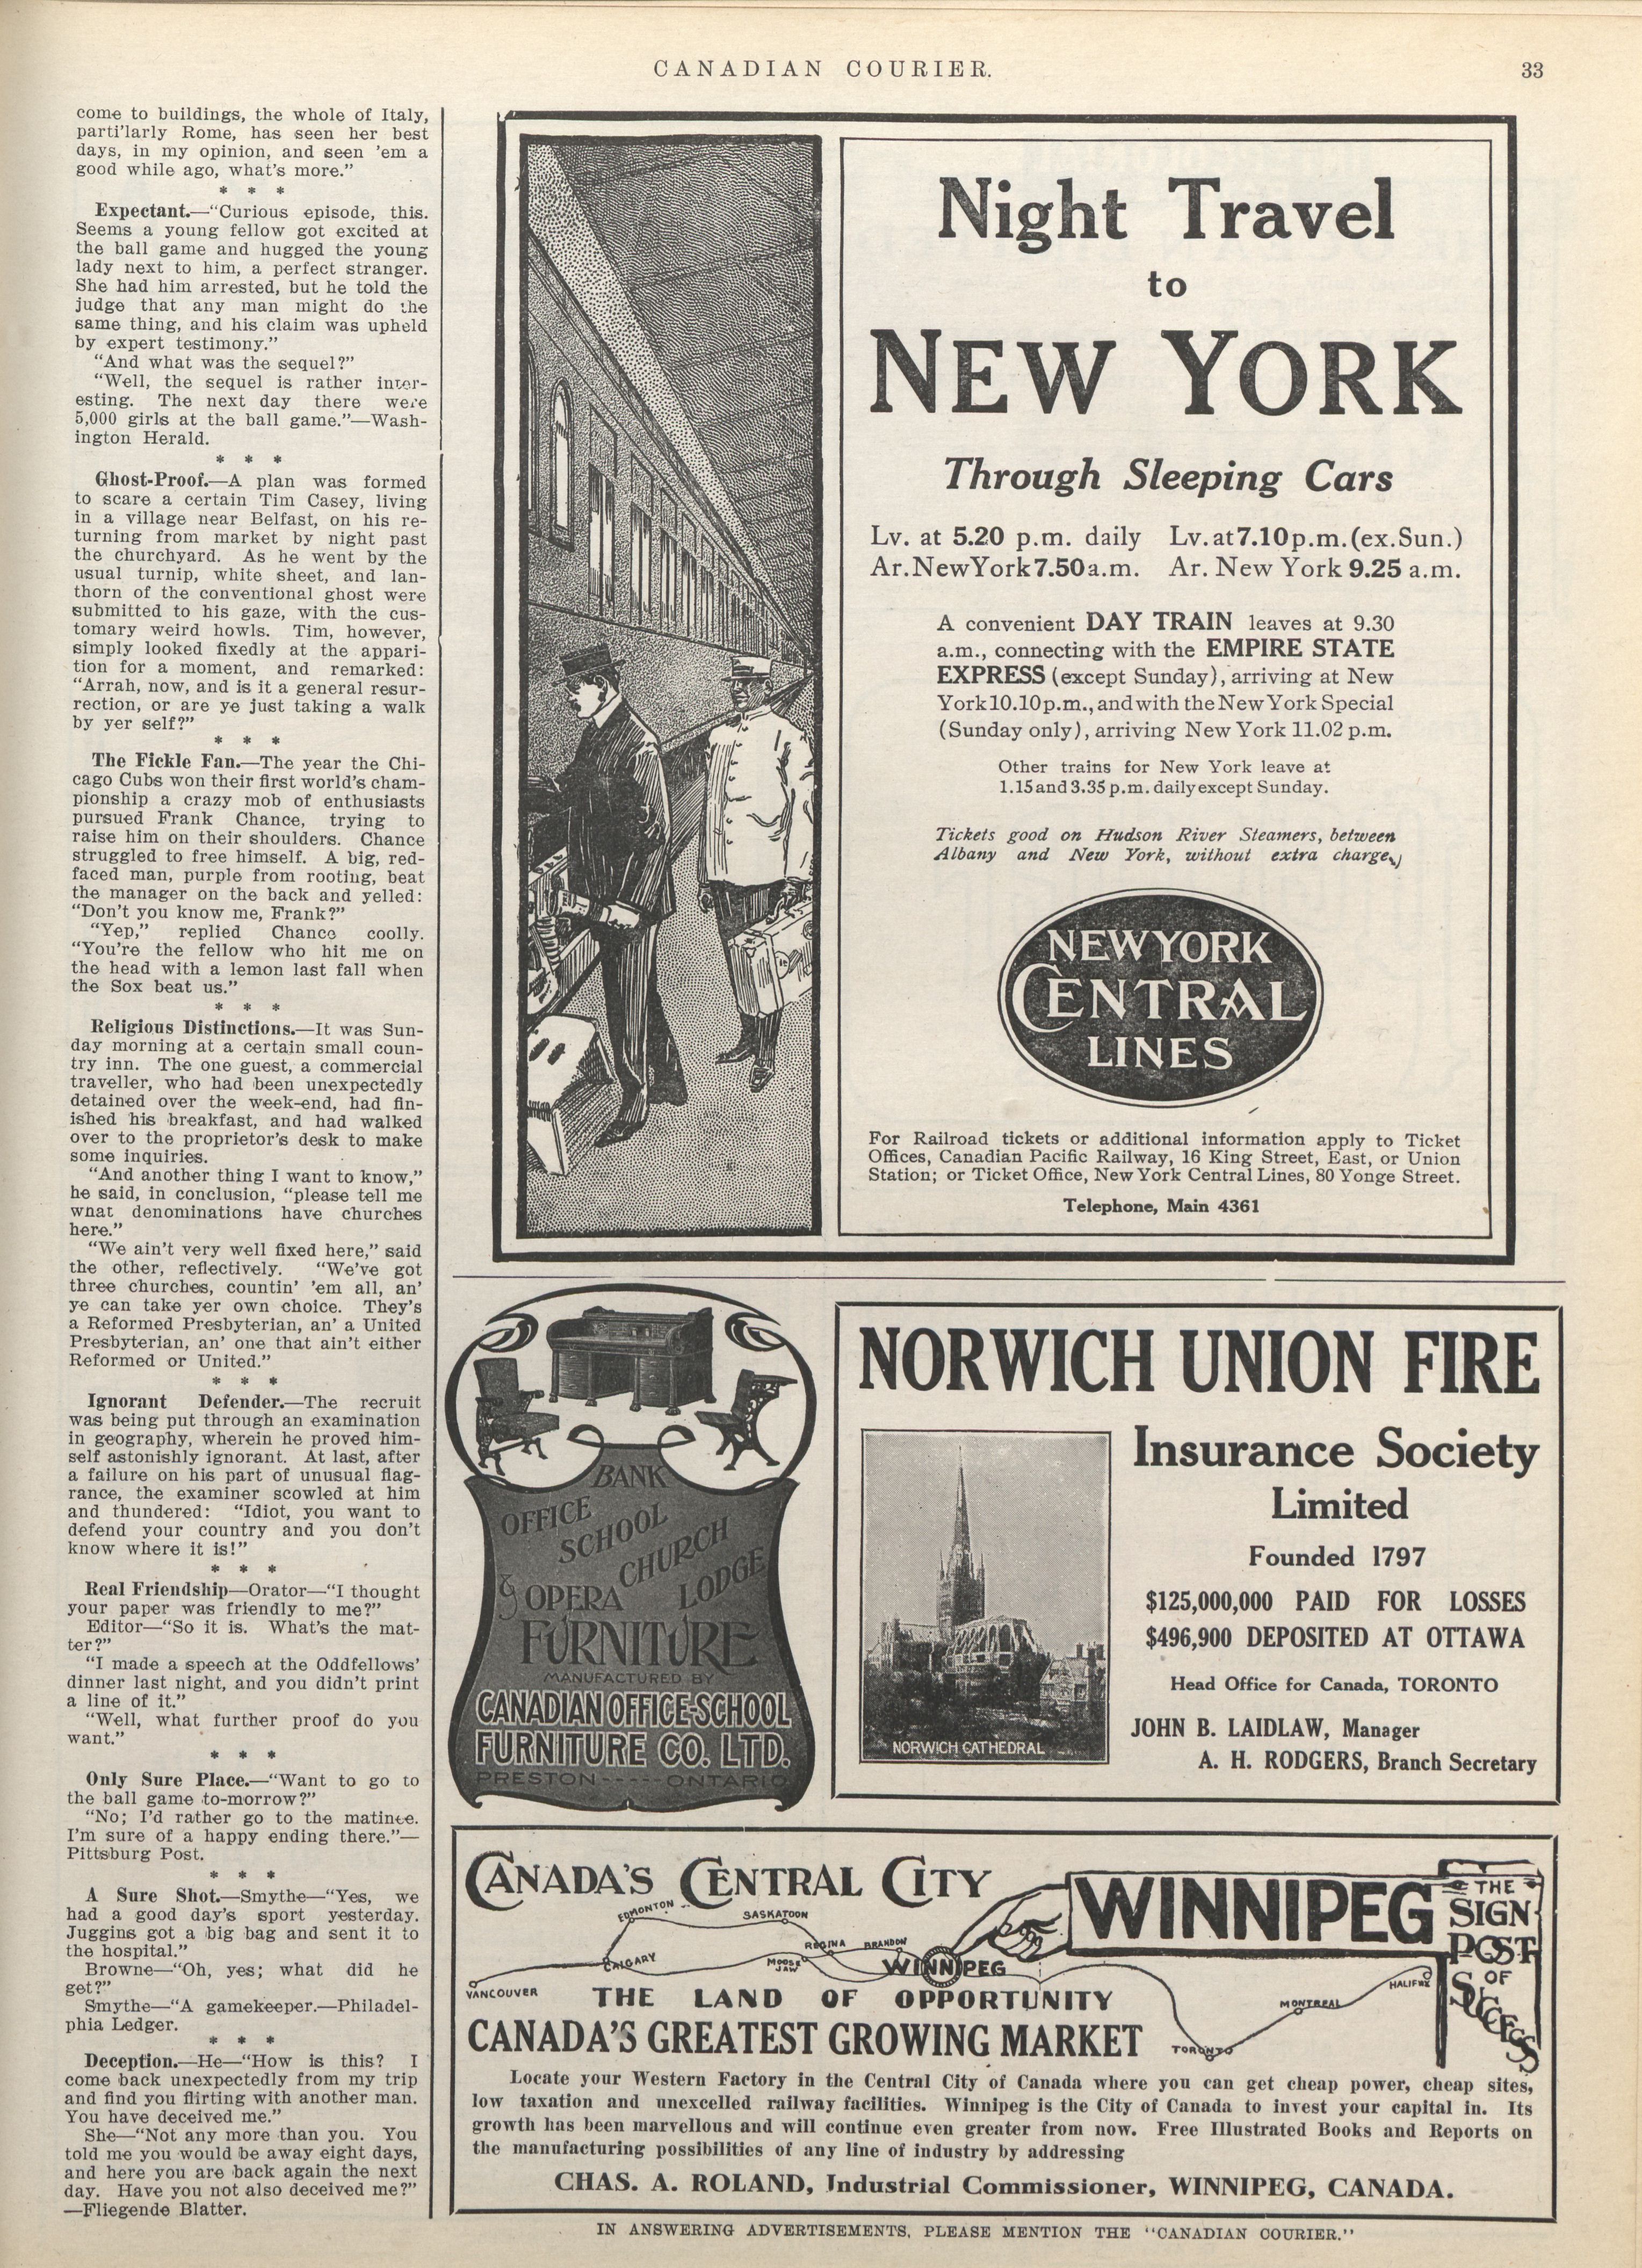 CANADIAN COURIER.
33
come to buildings, the whole of Italy,
parti'larly Rome, has seen her best
days, in my opinion, and seen 'em a
good while ago, what's more."
* * *
Expectant.—"Curious episode, this.
Seems a young fellow got excited at
the ball game and hugged the young
lady next to him, a perfect stranger.
She had him arrested, but he told the
judge that any man might do the
same thing, and his claim was upheld
by expert testimony."
"And what was the sequel?"
"Well, the sequel is rather inter-
esting. The next day there were
5,000 girls at the ball game."—Wash-
ington Herald.
* * *
Ghost-Proof.—A plan was formed
to scare a certain Tim Casey, living
in a village near Belfast, on his re-
turning from market by night past
the churchyard. As he went by the
usual turnip, white sheet, and lan-
thorn of the conventional ghost were
submitted to his gaze, with the cus-
tomary weird howls. Tim, however,
simply looked fixedly at the appari-
tion for a moment, and remarked:
"Arrah, now, and is it a general resur-
rection, or are ye just taking a walk
by yer self?"
* * *
The Fickle Fan.—The year the Chi-
cago Cubs won their first world's cham-
pionship a crazy mob of enthusiasts
pursued Frank Chance, trying to
raise him on their shoulders. Chance
struggled to free himself. A big, red-
faced man, purple from rooting, beat
the manager on the back and yelled:
"Don't you know me, Frank?"
"Yep," replied Chance coolly.
"You're the fellow who hit me on
the head with a lemon last fall when
the Sox beat us."
* * *
Religious Distinctions.—It was Sun-
day morning at a certain small coun-
try inn. The one guest, a commercial
traveller, who had been unexpectedly
detained over the week-end, had fin-
ished his breakfast, and had walked
over to the proprietor's desk to make
some inquiries.
"And another thing I want to know,"
he said, in conclusion, "please tell me
wnat denominations have churches
here."
"We ain't very well fixed here," said
the other, reflectively. "We've got
three churches, countin' 'em all, an'
ye can take yer own choice. They's
a Reformed Presbyterian, an' a United
Presbyterian, an' one that ain't either
Reformed or United."
* * *
Ignorant Defender.—The recruit
was being put through an examination
in geography, wherein he proved him-
self astonishly ignorant. At last, after
a failure on his part of unusual flag-
rance, the examiner scowled at him
and thundered: "Idiot, you want to
defend your country and you don't
know where it is!"
* * *
Real Friendship—Orator—"I thought
your paper was friendly to me?"
Editor—"So it is. What's the mat-
ter?"
"I made a speech at the Oddfellows'
dinner last night, and you didn't print
a line of it."
"Well, what further proof do you
want."
* * *
Only Sure Place.—"Want to go to
the ball game to-morrow?"
"No; I'd rather go to the matinee.
I'm sure of a happy ending there."—
Pittsburg Post.
* * *
A Sure Shot.—Smythe—"Yes, we
had a good day's sport yesterday.
Juggins got a big bag and sent it to
the hospital."
Browne—"Oh, yes; what did he
get?"
Smythe—"A gamekeeper.—Philadel-
phia Ledger.
* * *
Deception.—He—"How is this? I
come back unexpectedly from my trip
and find you flirting with another man.
You have deceived me."
She—"Not any more than you. You
told me you would be away eight days,
and here you are back again the next
day. Have you not also deceived me?"
—Fliegende Blatter.
Night Travel
to
NEW YORK
Through Sleeping Cars
Lv. at 5.20 p.m. daily Lv. at 7.10 p.m. (ex. Sun.)
Ar. New York 7.50 a.m. Ar. New York 9.25 a.m.
A convenient DAY TRAIN leaves at 9.30
a.m., connecting with the EMPIRE STATE
EXPRESS (except Sunday), arriving at New
York 10.10 p.m., and with the New York Special
(Sunday only), arriving New York 11.02 p.m.
Other trains for New York leave at
1.15 and 3.35 p.m. daily except Sunday.
Tickets good on Hudson River Steamers, between
Albany and New York, without extra charge.
NEW YORK
CENTRAL
LINES
For Railroad tickets or additional information apply to Ticket
Offices, Canadian Pacific Railway, 16 King Street, East, or Union
Station; or Ticket Office, New York Central Lines, 80 Yonge Street.
Telephone, Main 4361
BANK
OFFICE
SCHOOL
CHURCH
LODGE
& OPERA
FURNITURE
MANUFACTURED BY
CANADIAN OFFICE-SCHOOL
FURNITURE CO. LTD.
PRESTON-----ONTARIO
NORWICH UNION FIRE
Insurance Society
Limited
Founded 1797
$125,000,000 PAID FOR LOSSES
$496,900 DEPOSITED AT OTTAWA
Head Office for Canada, TORONTO
JOHN B. LAIDLAW, Manager
A. H. RODGERS, Branch Secretary
NORWICH CATHEDRAL
CANADA'S CENTRAL CITY
WINNIPEG
THE
SIGN
POST
OF
SUCCESS
EDMONTON
SASKATOON
CALGARY
MOOSE JAW
REGINA
BRANDON
WINNIPEG
VANCOUVER
HALIFAX
MONTREAL
TORONTO
THE LAND OF OPPORTUNITY
CANADA'S GREATEST GROWING MARKET
Locate your Western Factory in the Central City of Canada where you can get cheap power, cheap sites,
low taxation and unexcelled railway facilities. Winnipeg is the City of Canada to invest your capital in. Its
growth has been marvellous and will continue even greater from now. Free Illustrated Books and Reports on
the manufacturing possibilities of any line of industry by addressing
CHAS. A. ROLAND, Industrial Commissioner, WINNIPEG, CANADA.
IN ANSWERING ADVERTISEMENTS, PLEASE MENTION THE "CANADIAN COURIER."